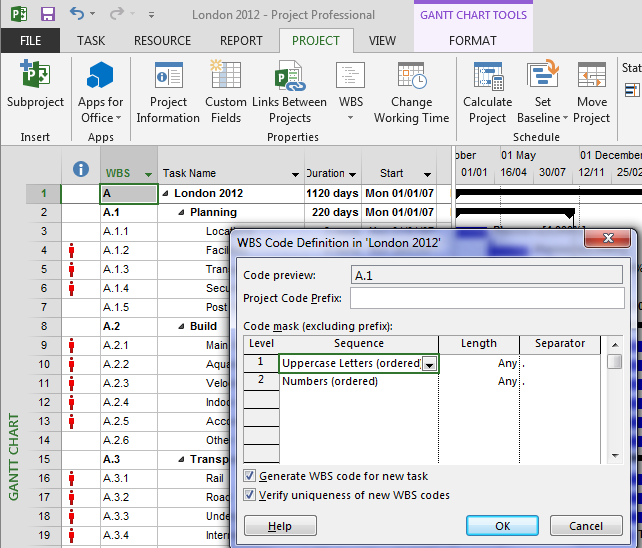 London 2012 - Project Professional
GANTT CHART TOOLS
FILE TASK RESOURCE REPORT PROJECT VIEW FORMAT
Subproject
Apps for Office
Project Information
Custom Fields
Links Between Projects
WBS
Change Working Time
Calculate Project
Set Baseline
Move Project
Stat
Insert Apps Properties Schedule
WBS Task Name Duration Start
ober 01 May 01 December
01/01 16/04 30/07 12/11 25/02
1 A London 2012 1120 days Mon 01/01/07
2 A.1 Planning 220 days Mon 01/01/07
3 A.1.1 Locat
4 A.1.2 Facili
5 A.1.3 Trans
6 A.1.4 Secu
7 A.1.5 Post
8 A.2 Build
9 A.2.1 Main
10 A.2.2 Aqua
11 A.2.3 Velo
12 A.2.4 Indoo
13 A.2.5 Acco
14 A.2.6 Othe
15 A.3 Transp
16 A.3.1 Rail
17 A.3.2 Road
18 A.3.3 Unde
19 A.3.4 Intern
GANTT CHART
WBS Code Definition in 'London 2012'
Code preview: A.1
Project Code Prefix:
Code mask (excluding prefix):
Level Sequence Length Separator
1 Uppercase Letters (ordered) Any .
2 Numbers (ordered) Any .
Generate WBS code for new task
Verify uniqueness of new WBS codes
Help OK Cancel